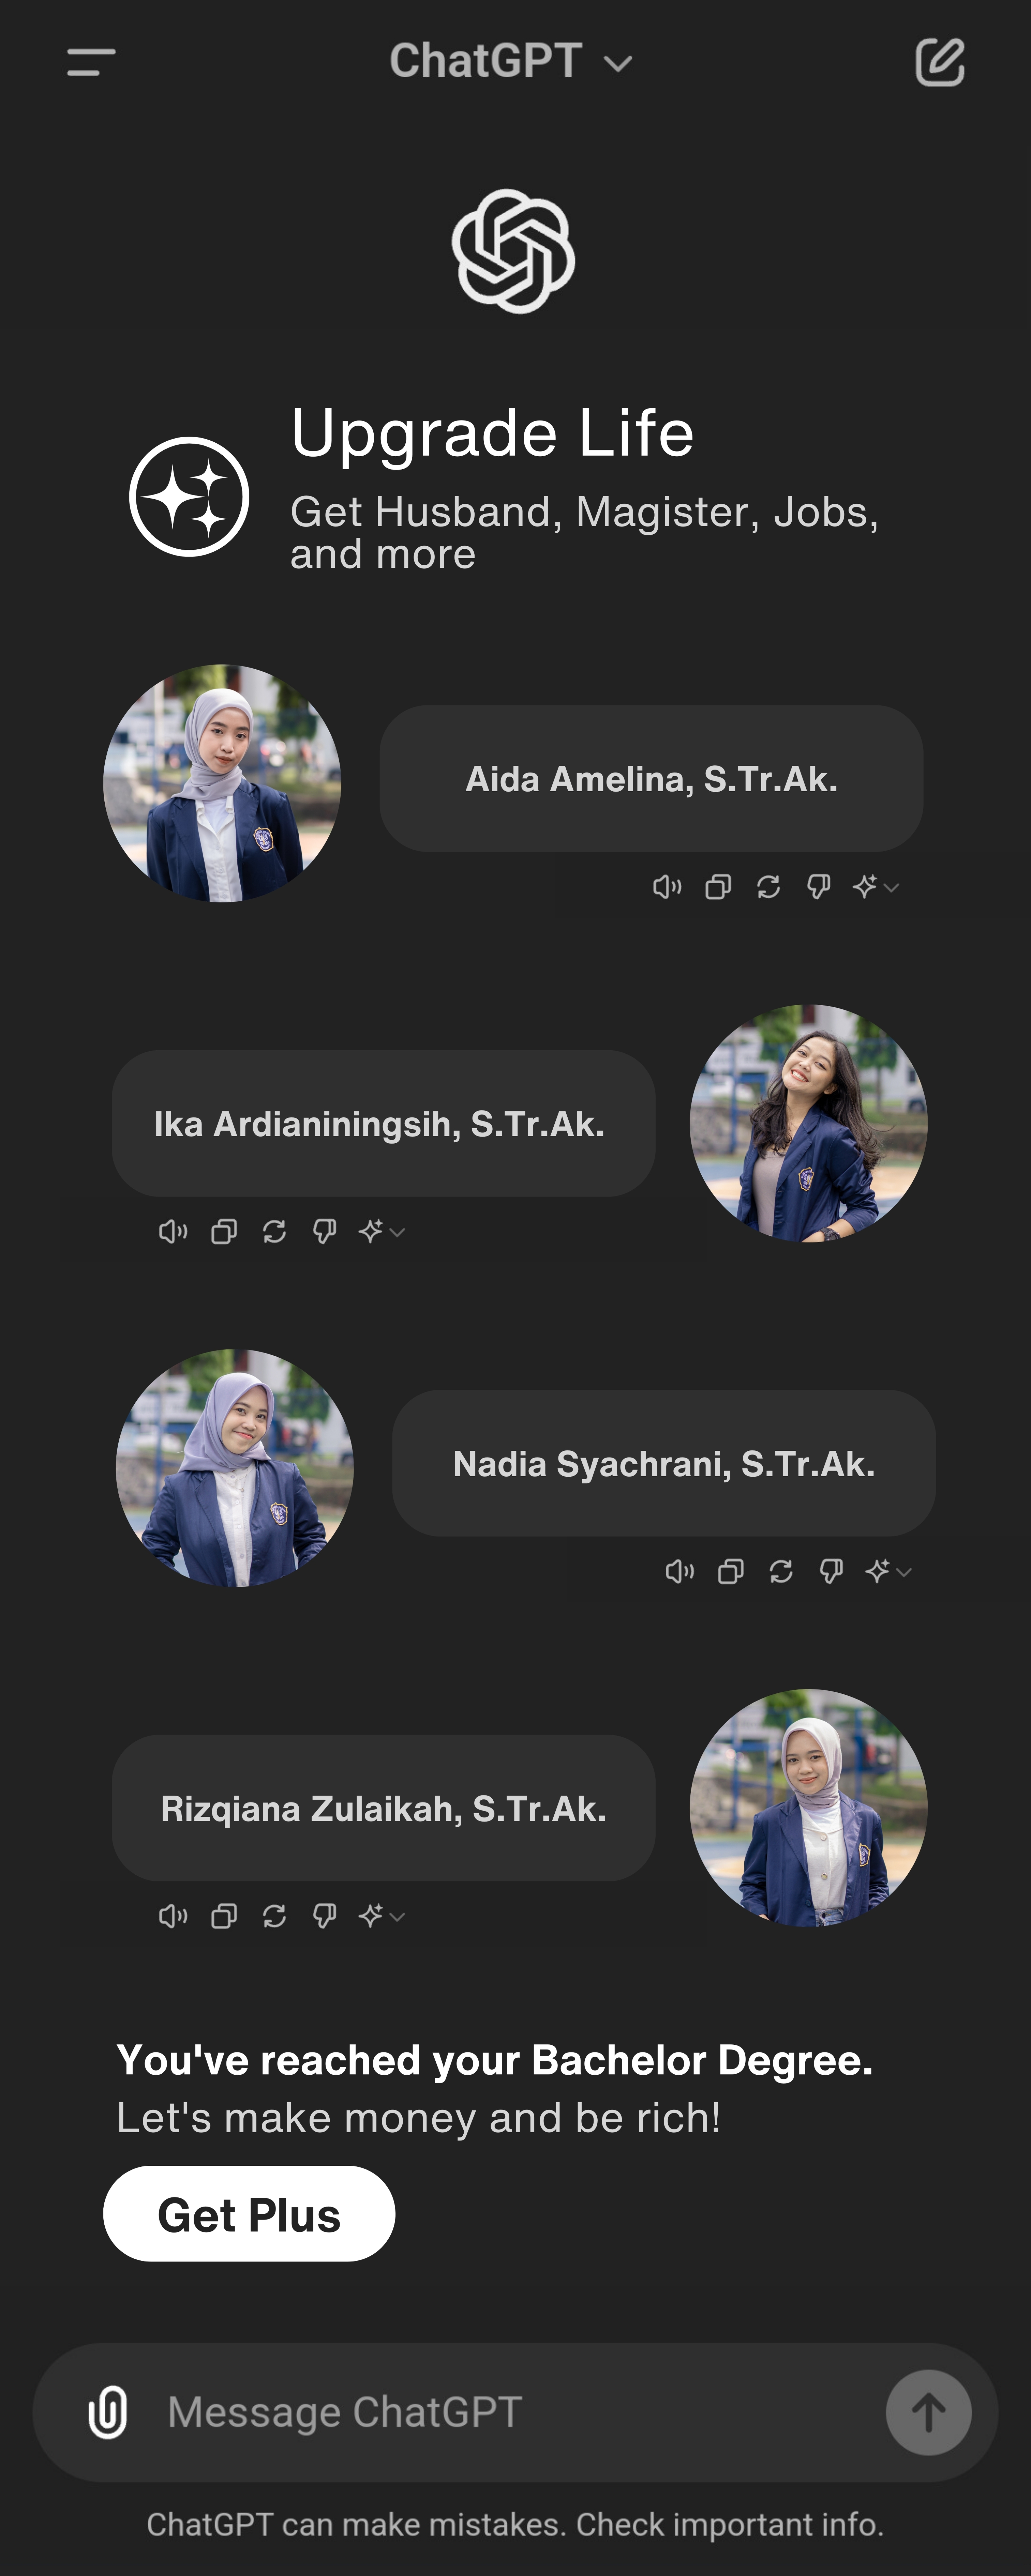 ChatGPT
Upgrade Life
Get Husband, Magister, Jobs,
and more
Aida Amelina, S.Tr.Ak.
Ika Ardianiningsih, S.Tr.Ak.
Nadia Syachrani, S.Tr.Ak.
Rizqiana Zulaikah, S.Tr.Ak.
You've reached your Bachelor Degree.
Let's make money and be rich!
Get Plus
Message ChatGPT
ChatGPT can make mistakes. Check important info.